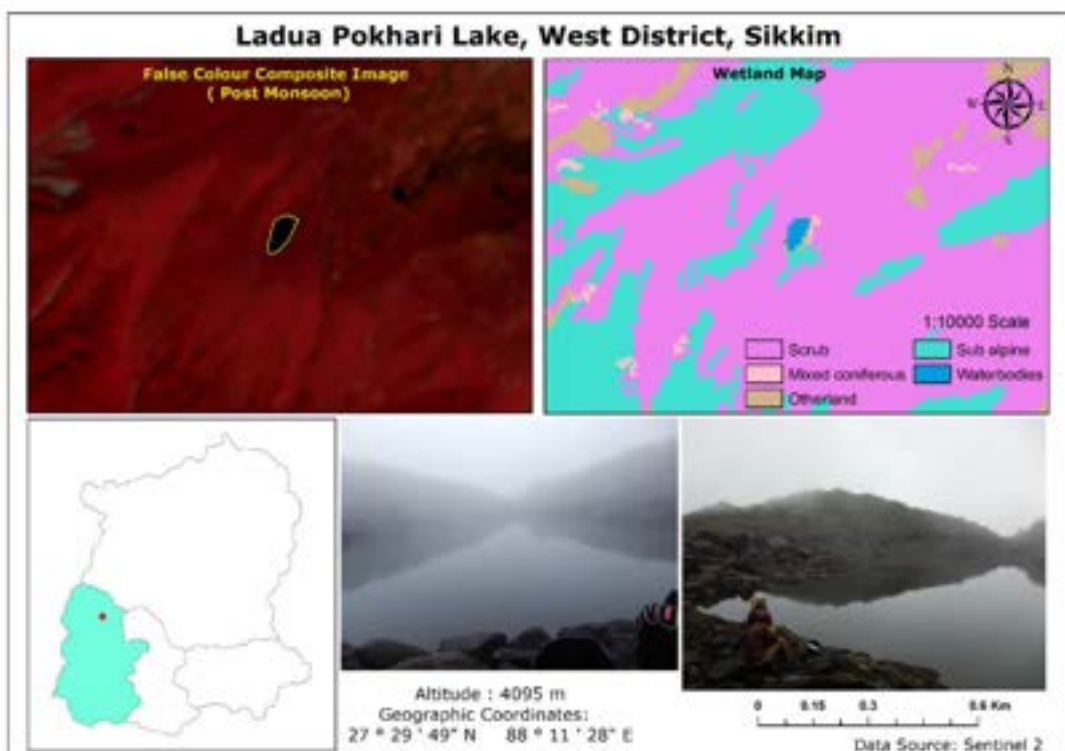 Ladua Pokhari Lake, West District, Sikkim
False Colour Composite Image
( Post Monsoon)
Wetland Map
N
W
E
S
1:10000 Scale
Scrub
Sub alpine
Mixed coniferous
Waterbodies
Otherland
Altitude : 4095 m
Geographic Coordinates:
27 ° 29 ' 49" N 88 ° 11 ' 28" E
0 0.15 0.3 0.6 Km
Data Source: Sentinel 2